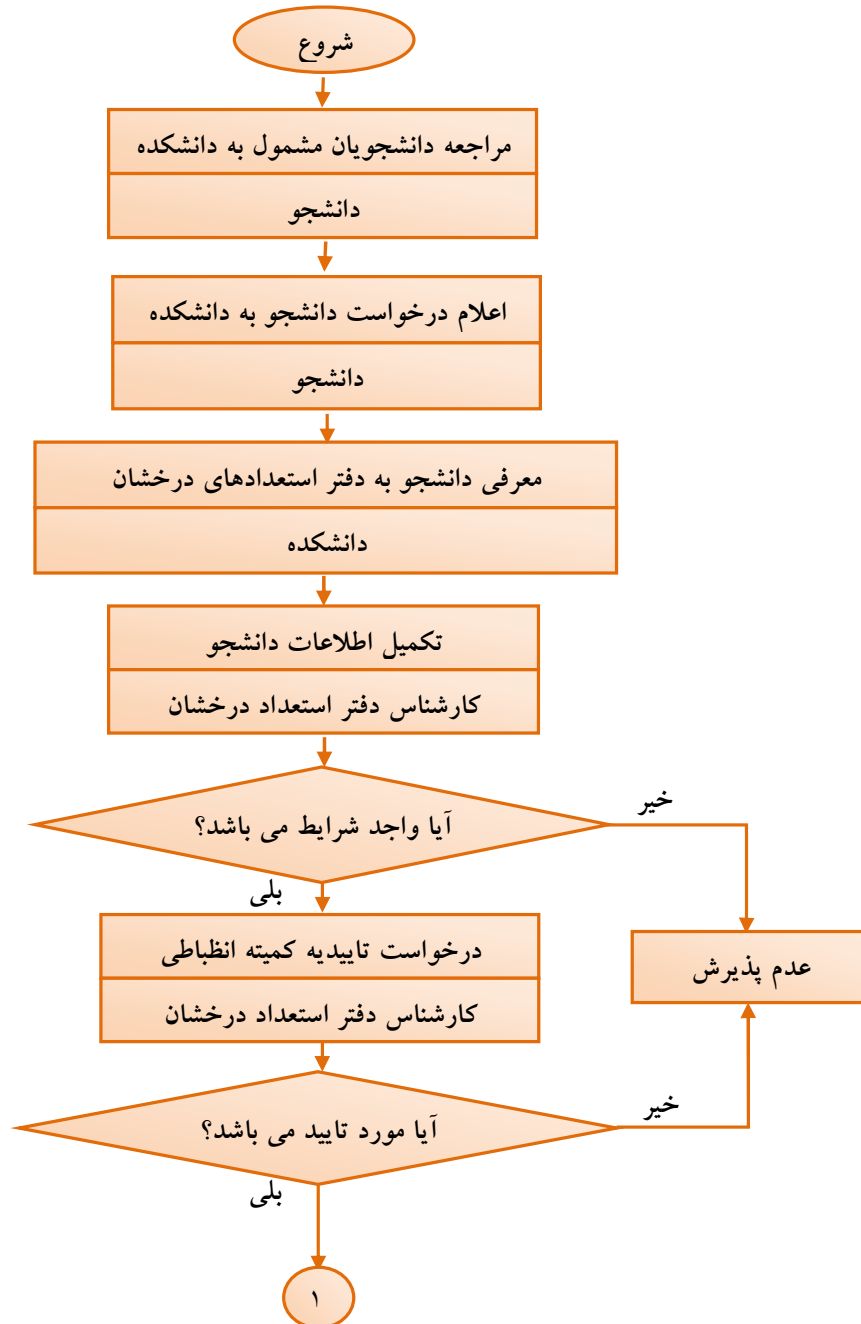 شروع
مراجعه دانشجویان مشمول به دانشکده
دانشجو
اعلام درخواست دانشجو به دانشکده
دانشجو
معرفی دانشجو به دفتر استعدادهای درخشان
دانشکده
تکمیل اطلاعات دانشجو
کارشناس دفتر استعداد درخشان
آیا واجد شرایط می باشد؟
خیر
بلی
درخواست تاییدیه کمیته انظباطی
کارشناس دفتر استعداد درخشان
عدم پذیرش
آیا مورد تایید می باشد؟
خیر
بلی
۱